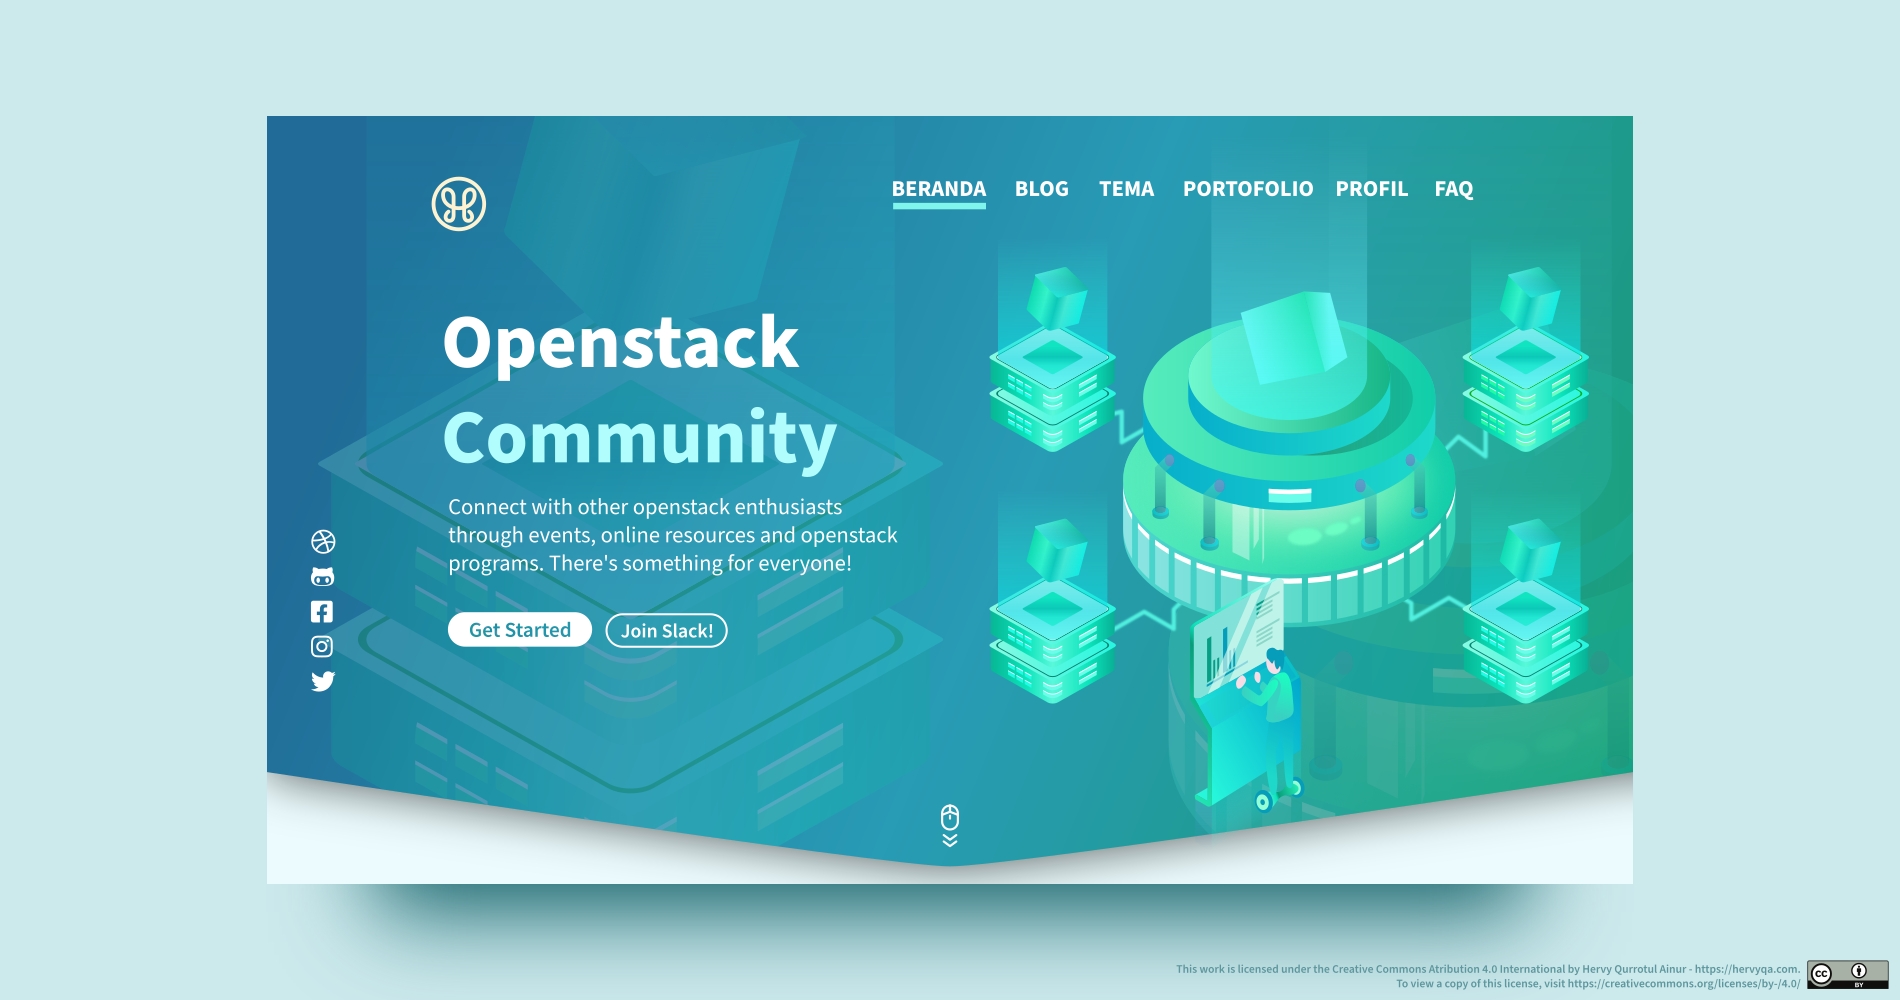 BERANDA BLOG TEMA PORTOFOLIO PROFIL FAQ
Openstack
Community
Connect with other openstack enthusiasts
through events, online resources and openstack
programs. There's something for everyone!
Get Started Join Slack!
This work is licensed under the Creative Commons Atribution 4.0 International by Hervy Qurrotul Ainur - https://hervyqa.com.
To view a copy of this license, visit https://creativecommons.org/licenses/by-/4.0/
cc
BY